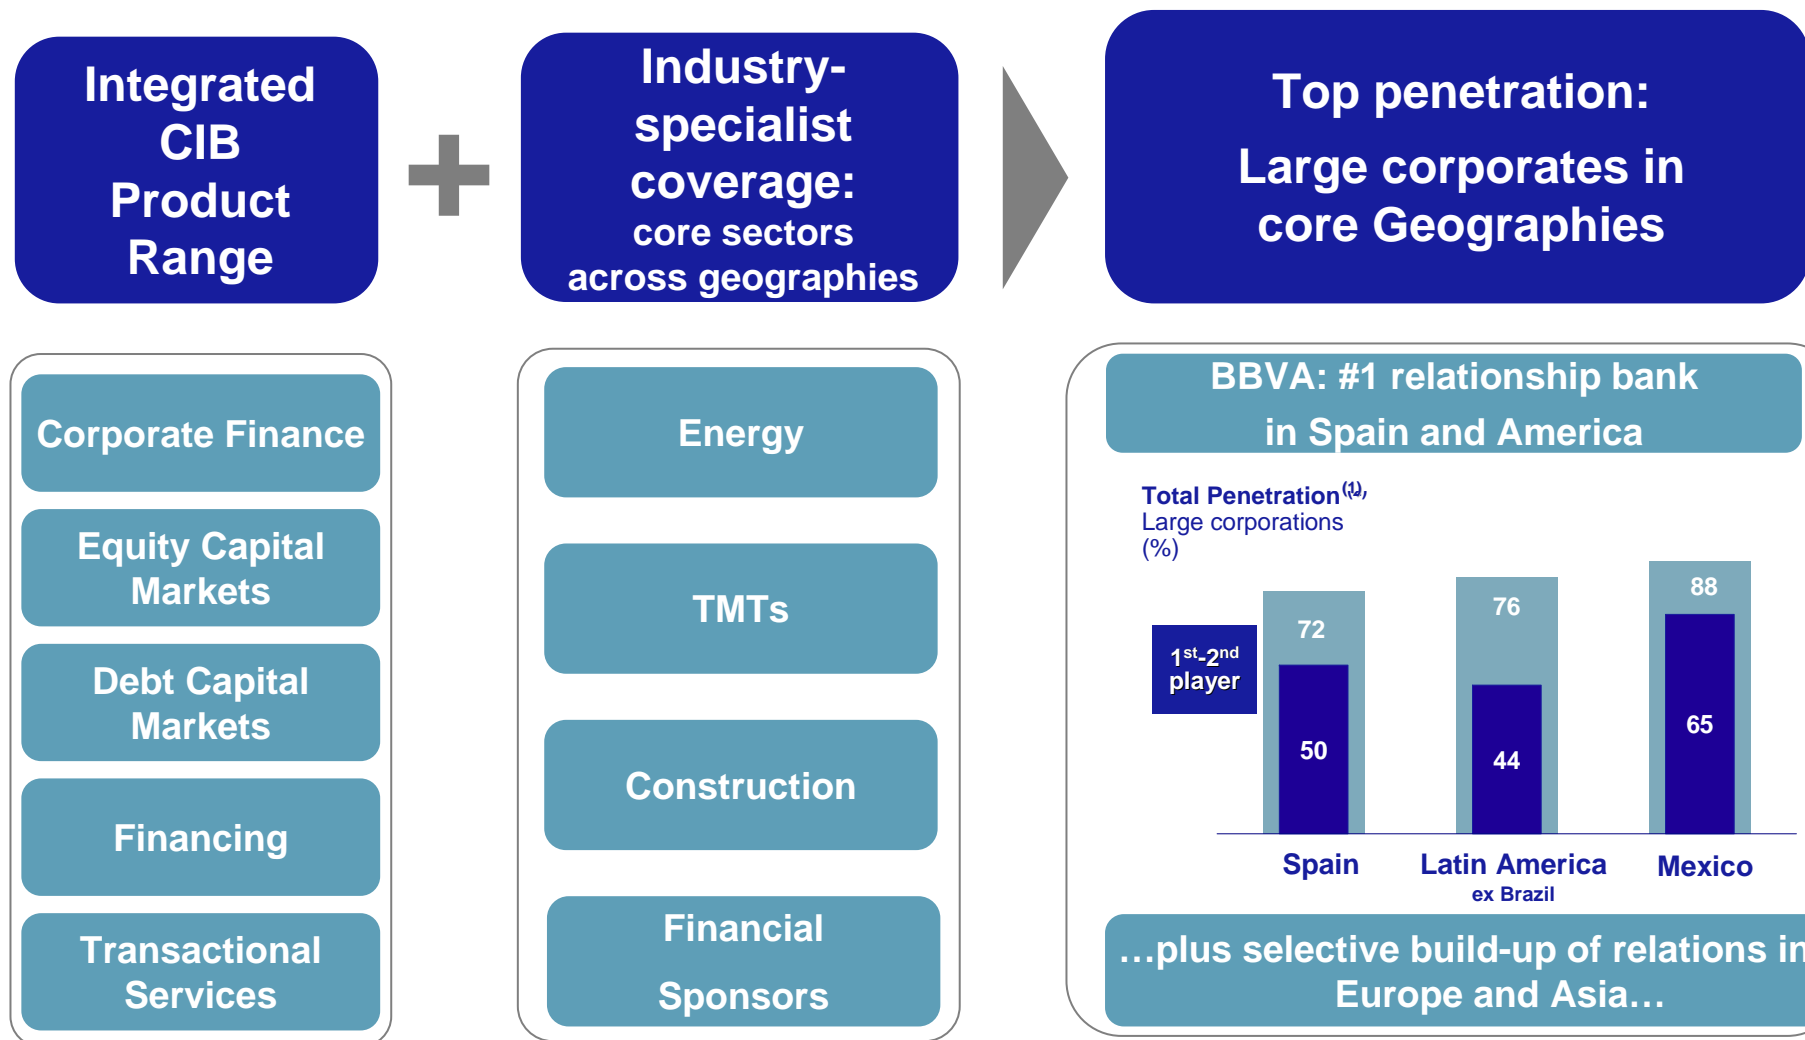 Integrated
CIB
Product
Range
Industry-
specialist
coverage:
core sectors
across geographies
Top penetration:
Large corporates in
core Geographies
Corporate Finance
Equity Capital
Markets
Debt Capital
Markets
Financing
Transactional
Services
Energy
TMTs
Construction
Financial
Sponsors
BBVA: #1 relationship bank
in Spain and America
Total Penetration(1),
Large corporations
(%)
1st-2nd
player
72
50
76
44
88
65
Spain
Latin America
ex Brazil
Mexico
…plus selective build-up of relations in
Europe and Asia…